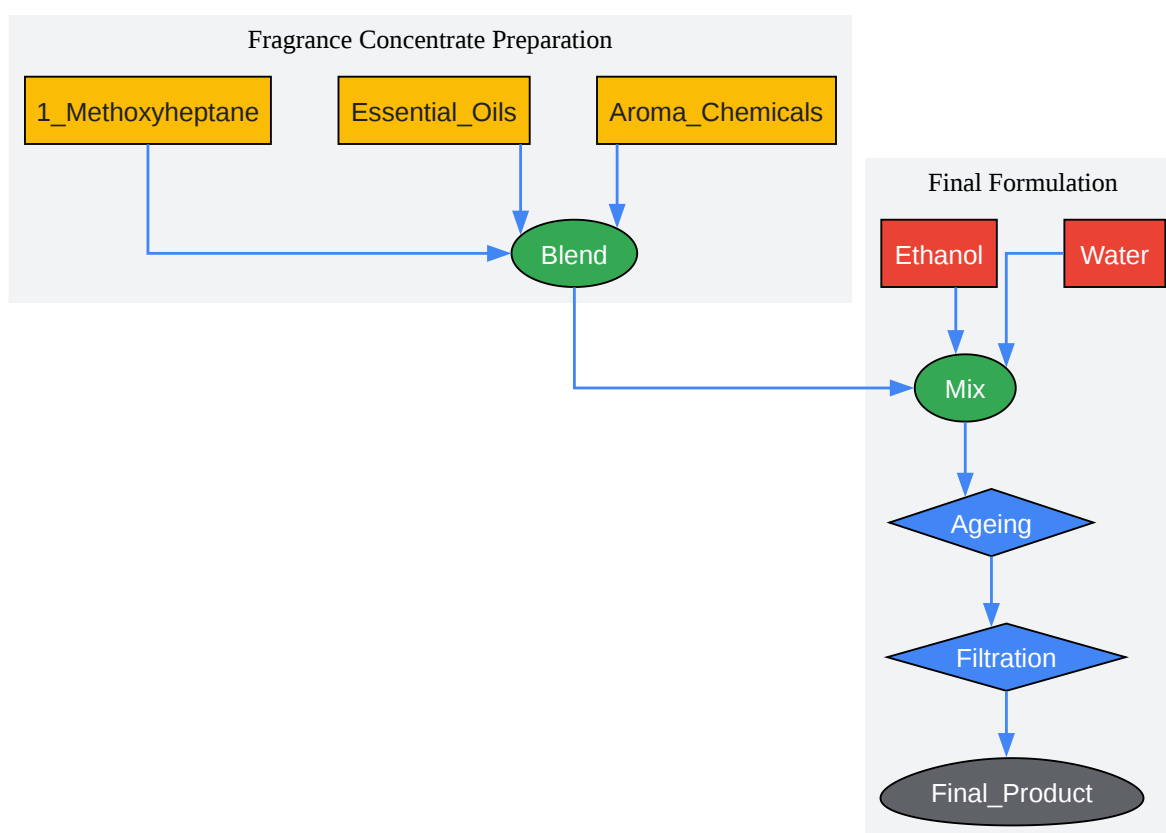 Fragrance Concentrate Preparation
1_Methoxyheptane
Essential_Oils
Aroma_Chemicals
Blend
Final Formulation
Ethanol
Water
Mix
Ageing
Filtration
Final_Product